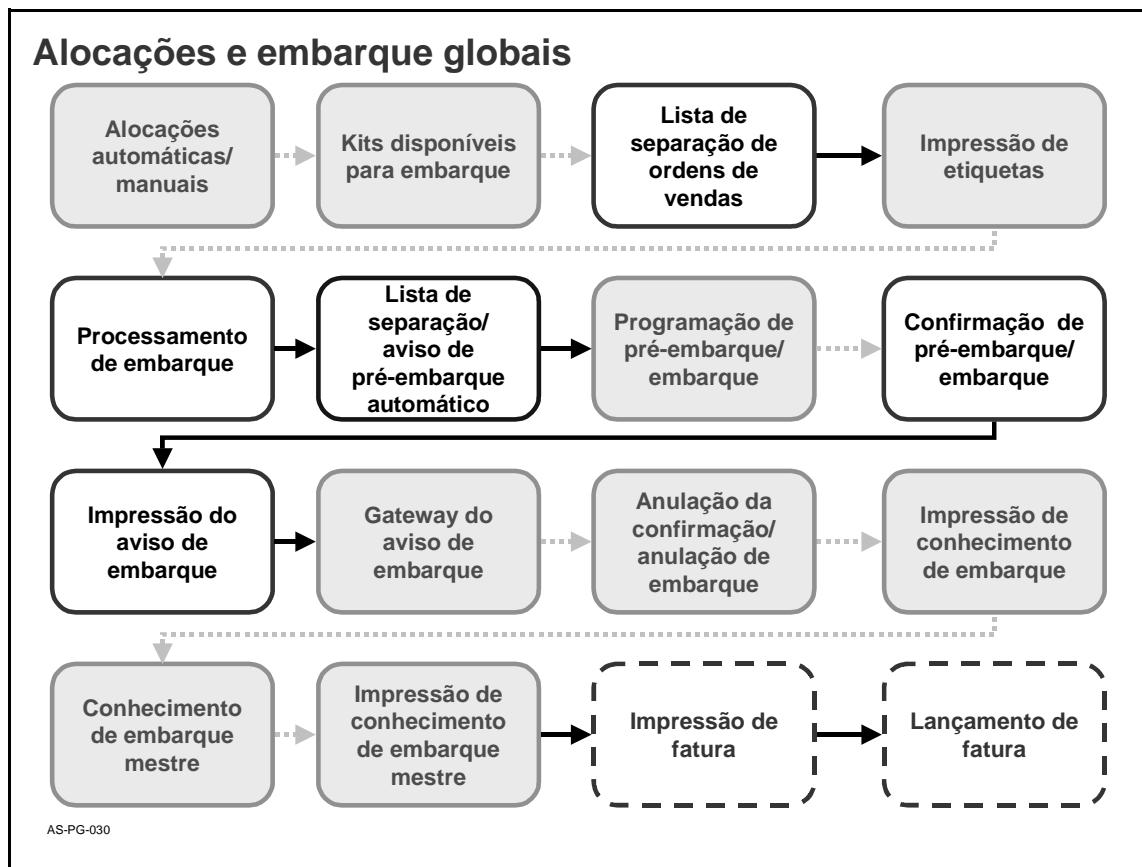 Alocações e embarque globais
Alocações
automáticas/
manuais
Kits disponíveis
para embarque
Lista de
separação de
ordens de
vendas
Impressão de
etiquetas
Processamento
de embarque
Lista de
separação/
aviso de
pré-embarque
automático
Programação de
pré-embarque/
embarque
Confirmação de
pré-embarque/
embarque
Impressão do
aviso de
embarque
Gateway do
aviso de
embarque
Anulação da
confirmação/
anulação de
embarque
Impressão de
conhecimento
de embarque
Conhecimento
de embarque
mestre
Impressão de
conhecimento
de embarque
mestre
Impressão de
fatura
Lançamento de
fatura
AS-PG-030